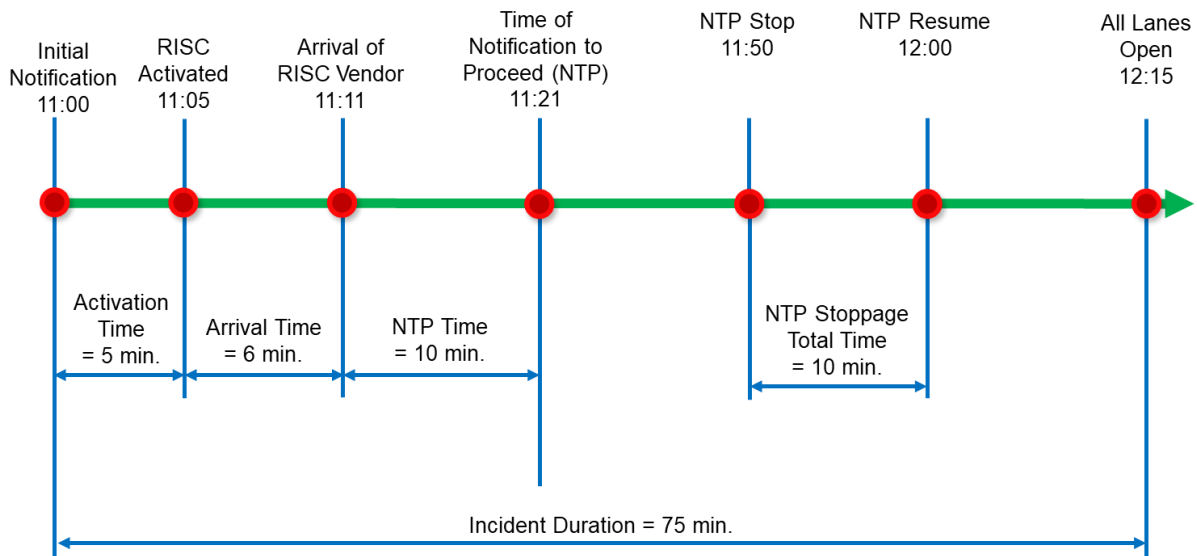 Initial
Notification
11:00
RISC
Activated
11:05
Arrival of
RISC Vendor
11:11
Time of
Notification to
Proceed (NTP)
11:21
NTP Stop
11:50
NTP Resume
12:00
All Lanes
Open
12:15
Activation
Time
= 5 min.
Arrival Time
= 6 min.
NTP Time
= 10 min.
NTP Stoppage
Total Time
= 10 min.
Incident Duration = 75 min.